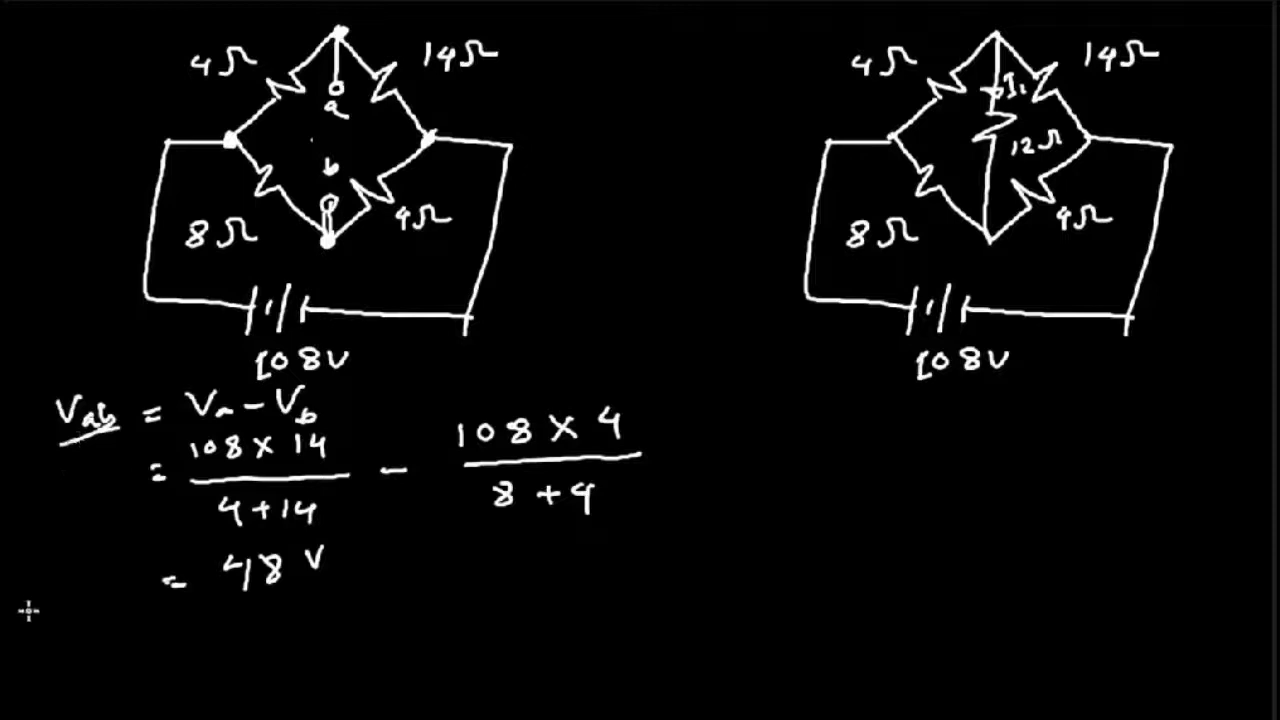 4Ω 14Ω
a
b
8Ω 4Ω
108V
4Ω I₁ 14Ω
12Ω
8Ω 4Ω
108V
Vab = Va - Vb
= 108 x 14 / 4 + 14 - 108 x 4 / 8 + 4
= 48 V